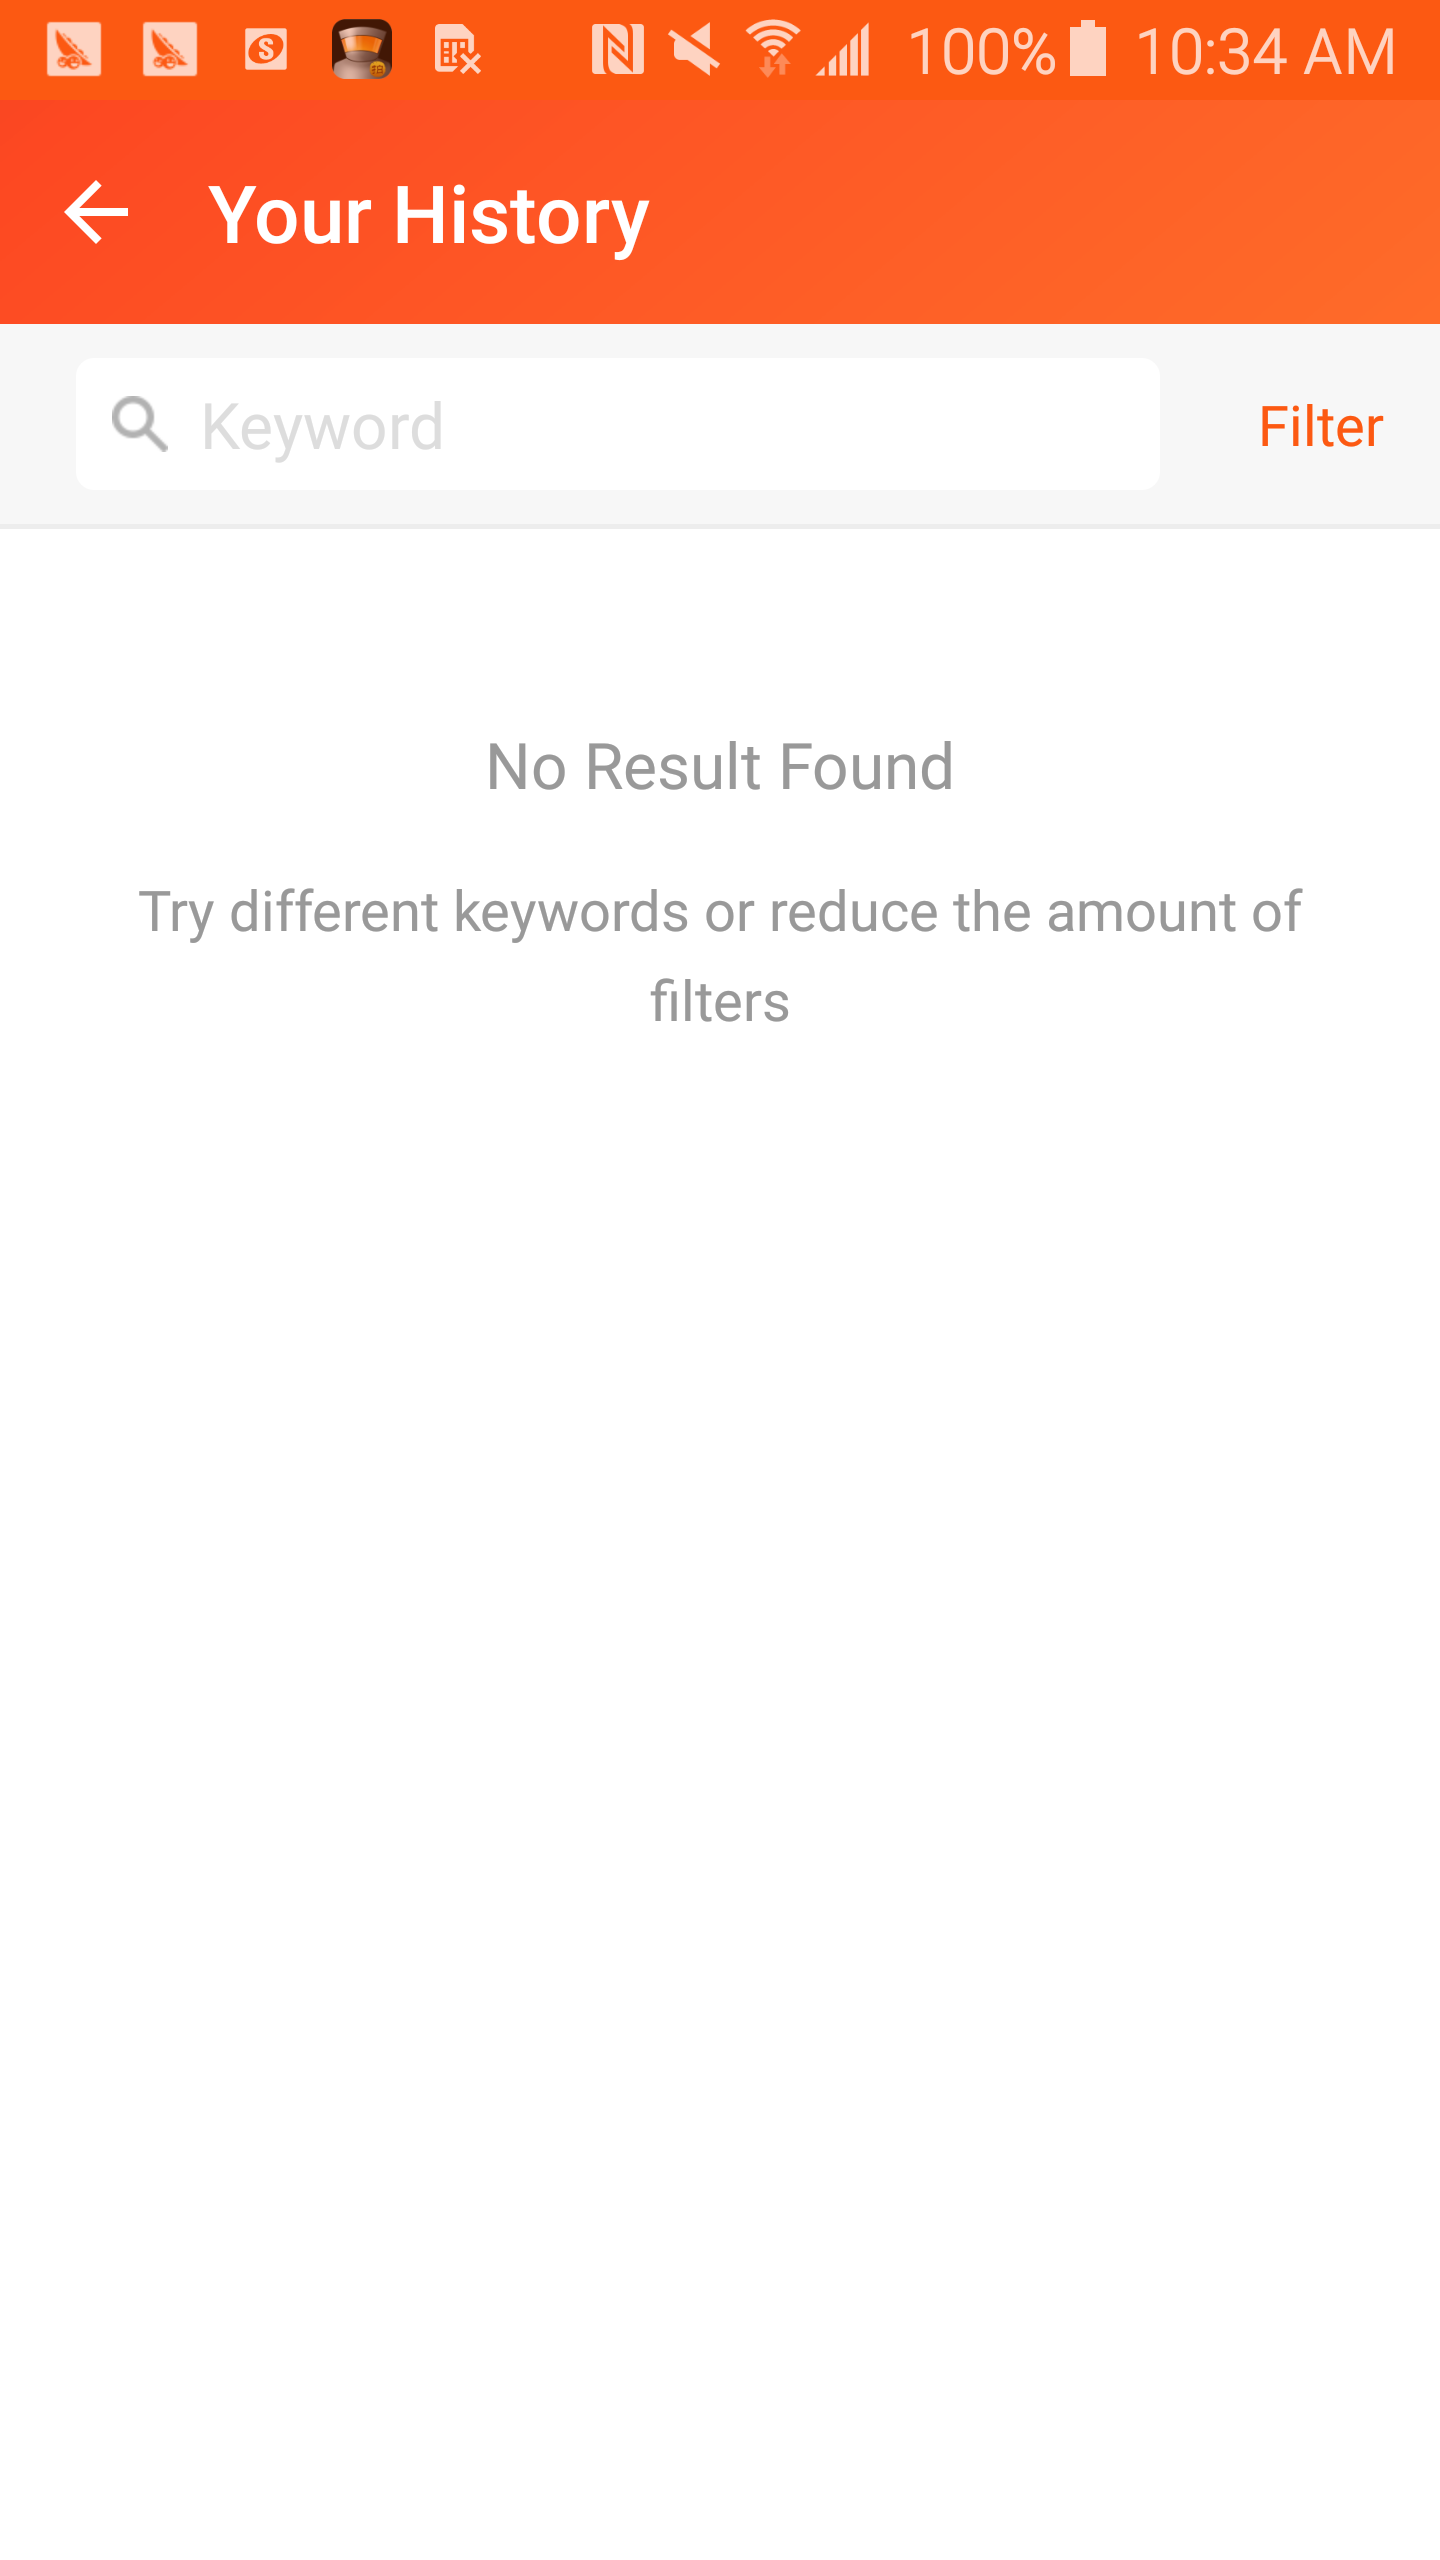 100% 10:34 AM
Your History
Keyword
Filter
No Result Found
Try different keywords or reduce the amount of
filters